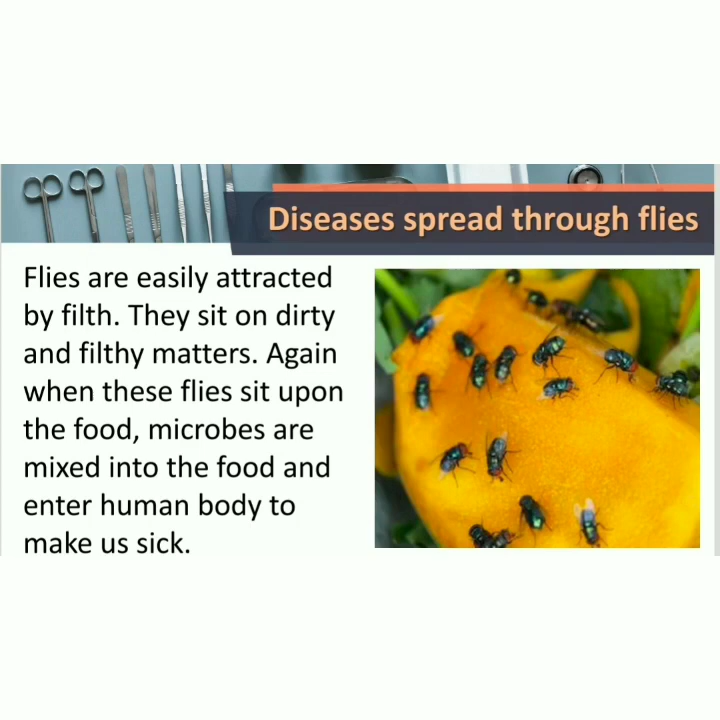 Diseases spread through flies
Flies are easily attracted
by filth. They sit on dirty
and filthy matters. Again
when these flies sit upon
the food, microbes are
mixed into the food and
enter human body to
make us sick.